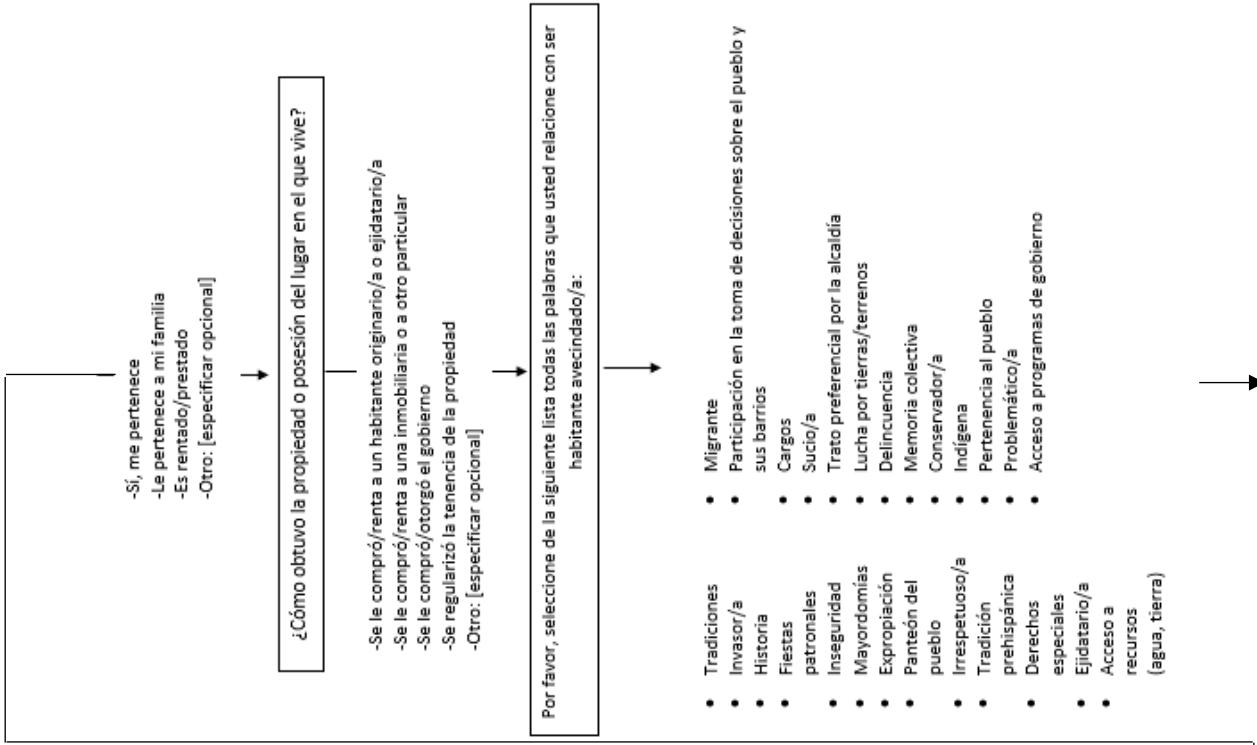 -Sí, me pertenece
-Le pertenece a mi familia
-Es rentado/prestado
-Otro: [especificar opcional]
¿Cómo obtuvo la propiedad o posesión del lugar en el que vive?
-Se le compró/renta a un habitante originario/a o ejidatario/a
-Se le compró/renta a una inmobiliaria o a otro particular
-Se le compró/otorgó el gobierno
-Se regularizó la tenencia de la propiedad
-Otro: [especificar opcional]
Por favor, seleccione de la siguiente lista todas las palabras que usted relacione con ser
habitante avecindado/a:
• Tradiciones
• Invasor/a
• Historia
• Fiestas
patronales
• Inseguridad
• Mayordomías
• Expropiación
• Panteón del
pueblo
• Irrespetuoso/a
• Tradición
prehispánica
• Derechos
especiales
• Ejidatario/a
• Acceso a
recursos
(agua, tierra)
• Migrante
• Participación en la toma de decisiones sobre el pueblo y
sus barrios
• Cargos
• Sucio/a
• Trato preferencial por la alcaldía
• Lucha por tierras/terrenos
• Delincuencia
• Memoria colectiva
• Conservador/a
• Indígena
• Pertenencia al pueblo
• Problemático/a
• Acceso a programas de gobierno